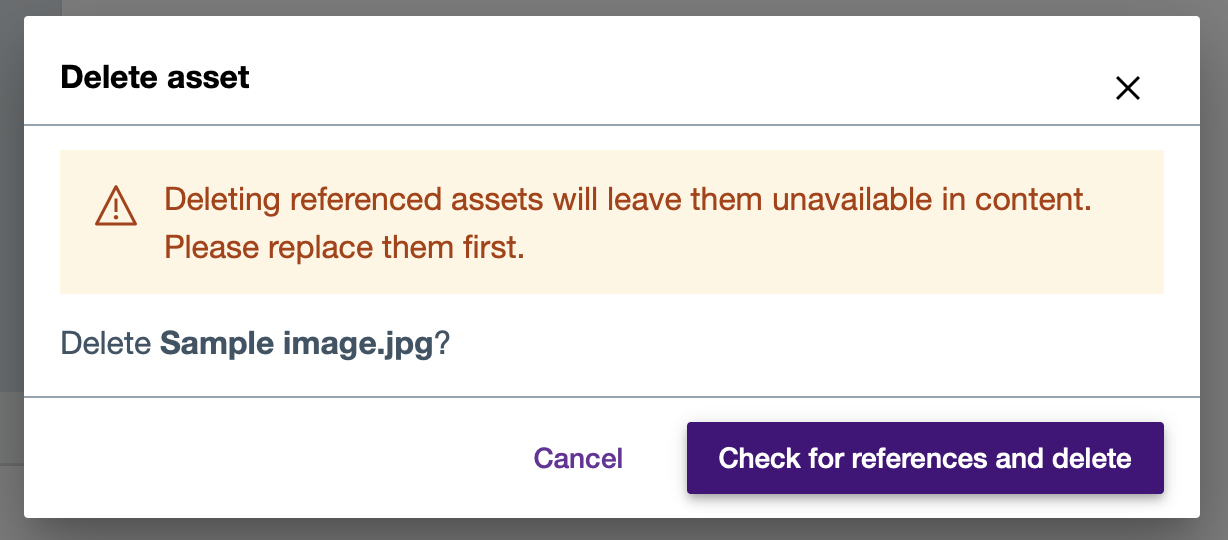 Delete asset
Deleting referenced assets will leave them unavailable in content.
Please replace them first.
Delete Sample image.jpg?
Cancel
Check for references and delete